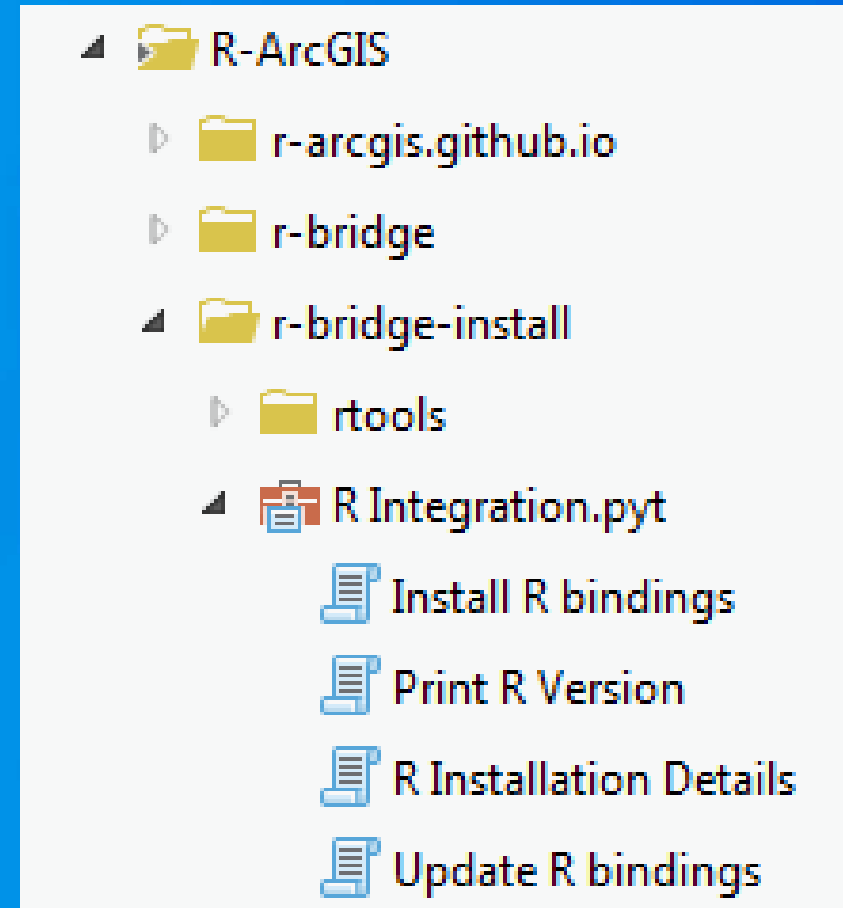 R-ArcGIS
r-arcgis.github.io
r-bridge
r-bridge-install
rtools
R Integration.pyt
Install R bindings
Print R Version
R Installation Details
Update R bindings